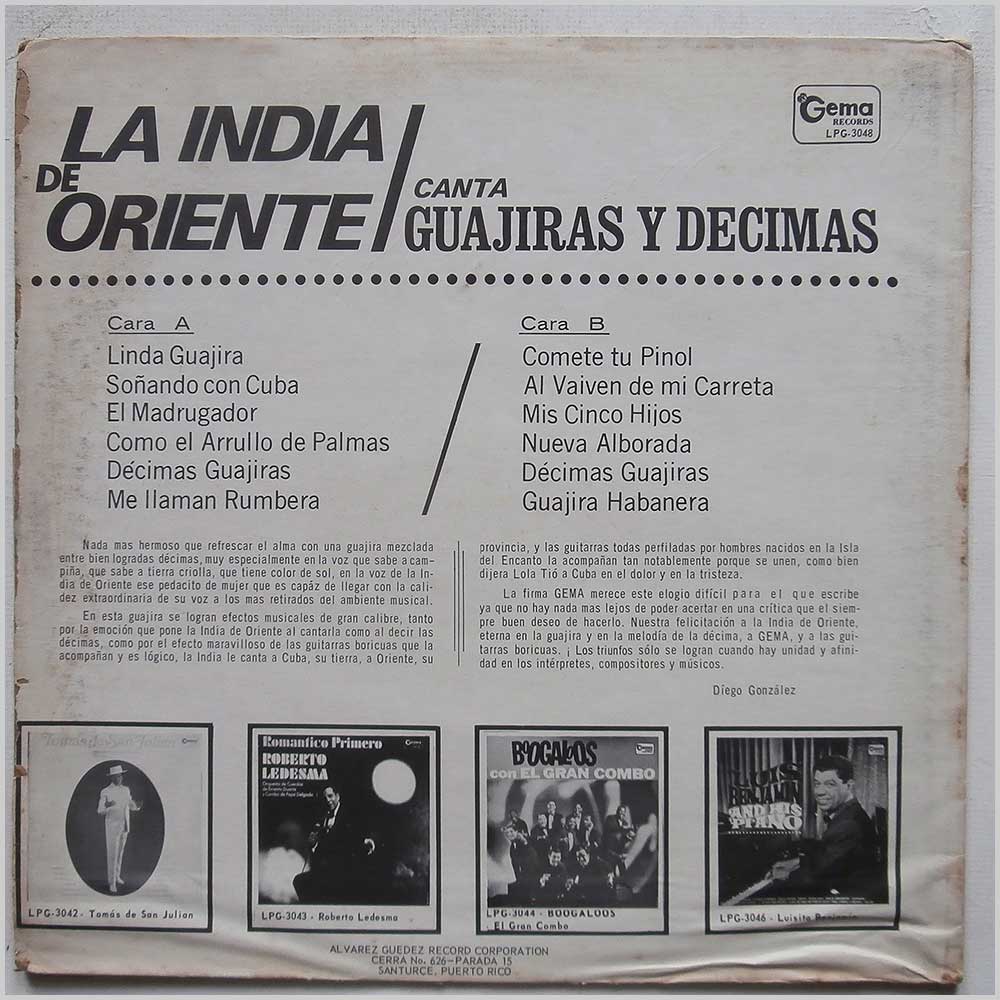 Gema
RECORDS
LPG-3048
LA INDIA
DE
ORIENTE
CANTA
GUAJIRAS Y DECIMAS
Cara A
Linda Guajira
Soñando con Cuba
El Madrugador
Como el Arrullo de Palmas
Décimas Guajiras
Me llaman Rumbera
Cara B
Comete tu Pinol
Al Vaiven de mi Carreta
Mis Cinco Hijos
Nueva Alborada
Décimas Guajiras
Guajira Habanera
Nada mas hermoso que refrescar el alma con una guajira mezclada
entre bien logradas décimas, muy especialmente en la voz que sabe a cam-
piña, que sabe a tierra criolla, que tiene color de sol, en la voz de la In-
dia de Oriente ese pedacito de mujer que es capáz de llegar con la cali-
dez extraordinaria de su voz a los mas retirados del ambiente musical.
En esta guajira se logran efectos musicales de gran calibre, tanto
por la emoción que pone la India de Oriente al cantarla como al decir las
décimas, como por el efecto maravilloso de las guitarras boricuas que la
acompañan y es lógico, la India le canta a Cuba, su tierra, a Oriente, su
provincia, y las guitarras todas perfiladas por hombres nacidos en la Isla
del Encanto la acompañan tan notablemente porque se unen, como bien
dijera Lola Tió a Cuba en el dolor y en la tristeza.
La firma GEMA merece este elogio difícil para el que escribe
ya que no hay nada mas lejos de poder acertar en una crítica que el siem-
pre buen deseo de hacerlo. Nuestra felicitación a la India de Oriente,
eterna en la guajira y en la melodía de la décima, a GEMA, y a las gui-
tarras boricuas. ¡ Los triunfos sólo se logran cuando hay unidad y afini-
dad en los intérpretes, compositores y músicos.
Diego González
Tomás de San Julian
LPG-3042 - Tomás de San Julian
Romantico Primero
ROBERTO
LEDESMA
LPG-3043 - Roberto Ledesma
BOOGALOOS
con EL GRAN COMBO
LPG-3044 - BOOGALOOS
El Gran Combo
LUIS
BENJAMIN
AND HIS
PIANO
LPG-3046 - Luisito Benjamin
ALVAREZ GUEDEZ RECORD CORPORATION
CERRA No. 626-PARADA 15
SANTURCE, PUERTO RICO